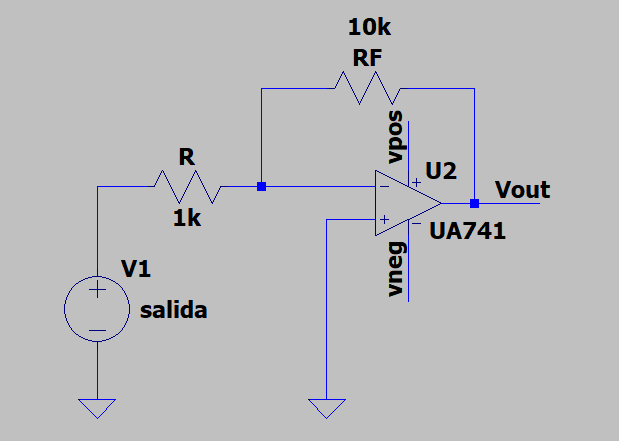 10k
RF
vpos
U2
R
Vout
1k
UA741
vneg
V1
salida